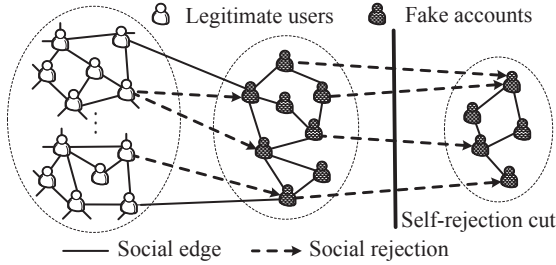 Legitimate users
Fake accounts
Self-rejection cut
Social edge
Social rejection